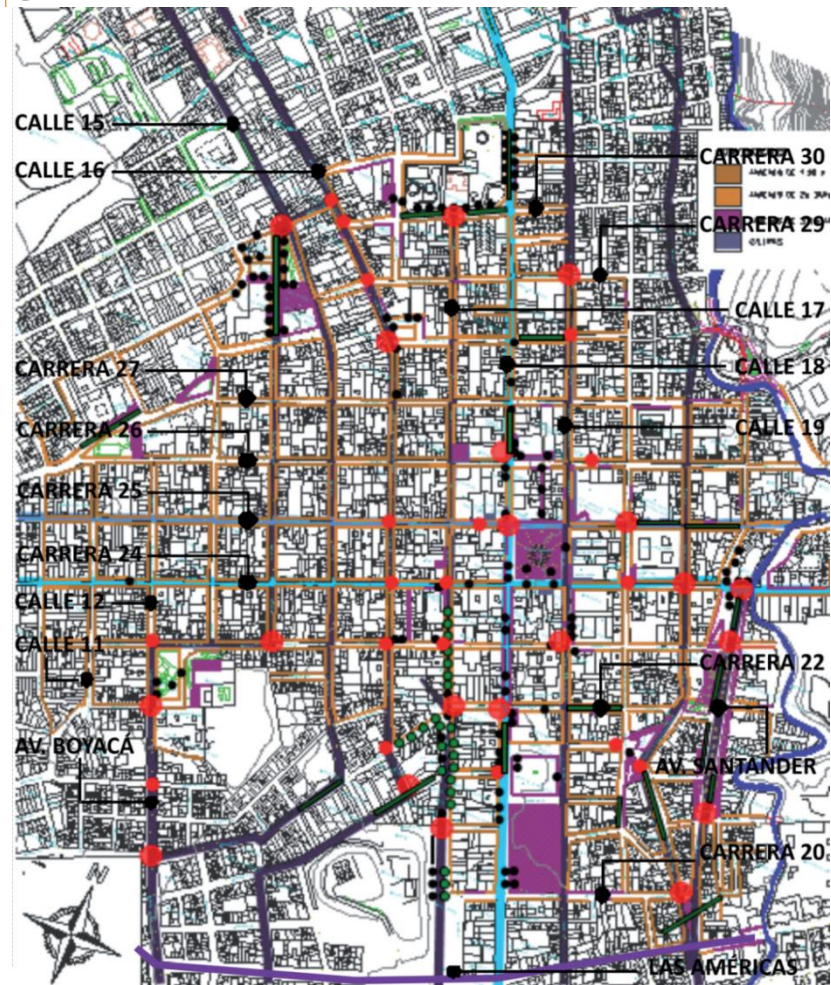 CALLE 15
CALLE 16
CARRERA 30
CARRERA 29
CALLE 17
CARRERA 27
CALLE 18
CARRERA 26
CALLE 19
CARRERA 25
CARRERA 24
CALLE 12
CALLE 11
CARRERA 22
AV. BOYACÁ
AV. SANTANDER
CARRERA 20
N
LAS AMÉRICAS